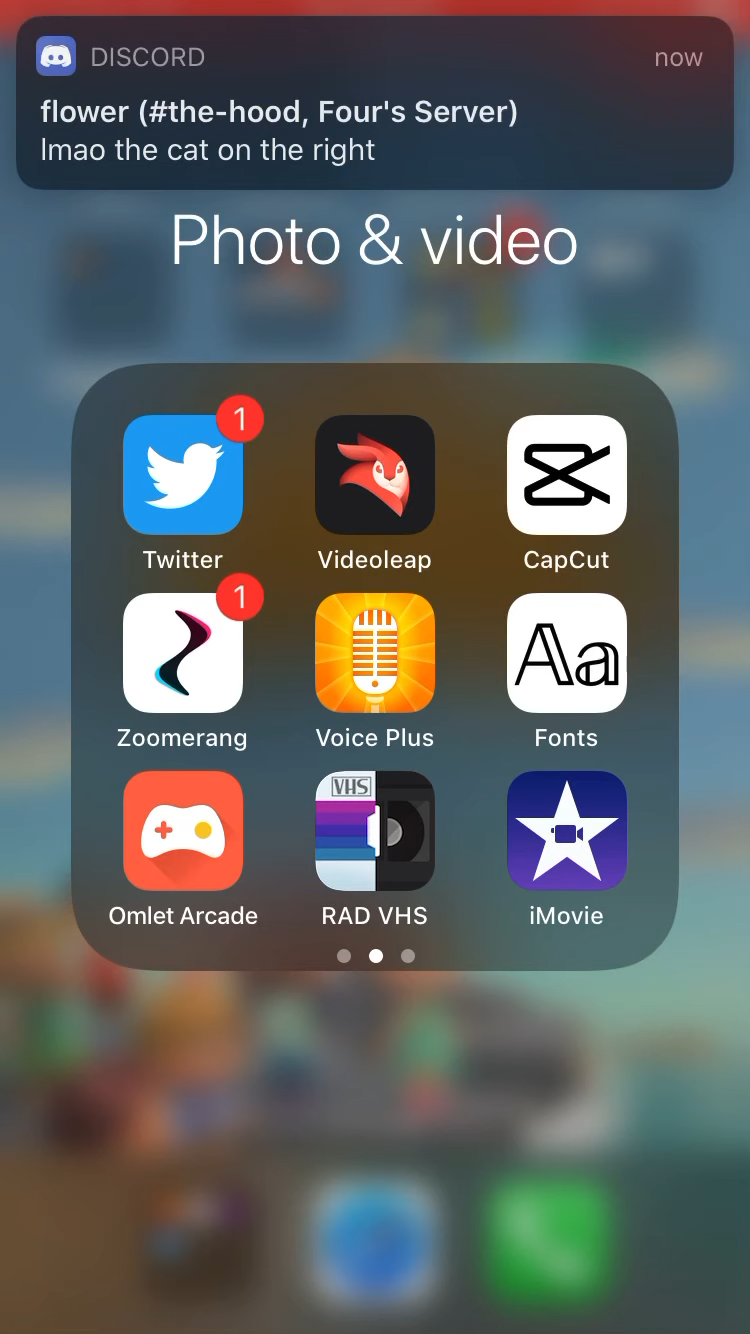 DISCORD now
flower (#the-hood, Four's Server)
lmao the cat on the right
Photo & video
1
Twitter Videoleap CapCut
1
Aa
Zoomerang Voice Plus Fonts
VHS
Omlet Arcade RAD VHS iMovie